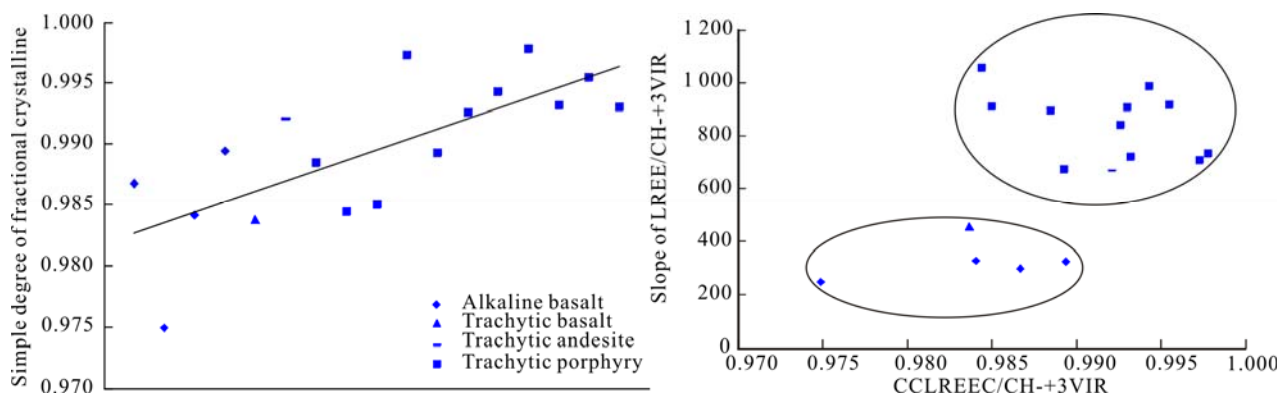 Simple degree of fractional crystalline
1.000
0.995
0.990
0.985
0.980
0.975
0.970
Alkaline basalt
Trachytic basalt
Trachytic andesite
Trachytic porphyry
Slope of LREE/CH-+3VIR
1 200
1 000
800
600
400
200
0
0.970 0.975 0.980 0.985 0.990 0.995 1.000
CCLREEC/CH-+3VIR